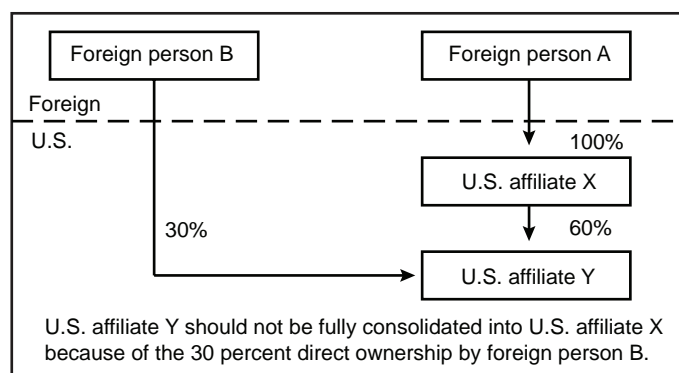 Foreign person B
Foreign person A
Foreign
U.S.
100%
U.S. affiliate X
30%
60%
U.S. affiliate Y
U.S. affiliate Y should not be fully consolidated into U.S. affiliate X
because of the 30 percent direct ownership by foreign person B.